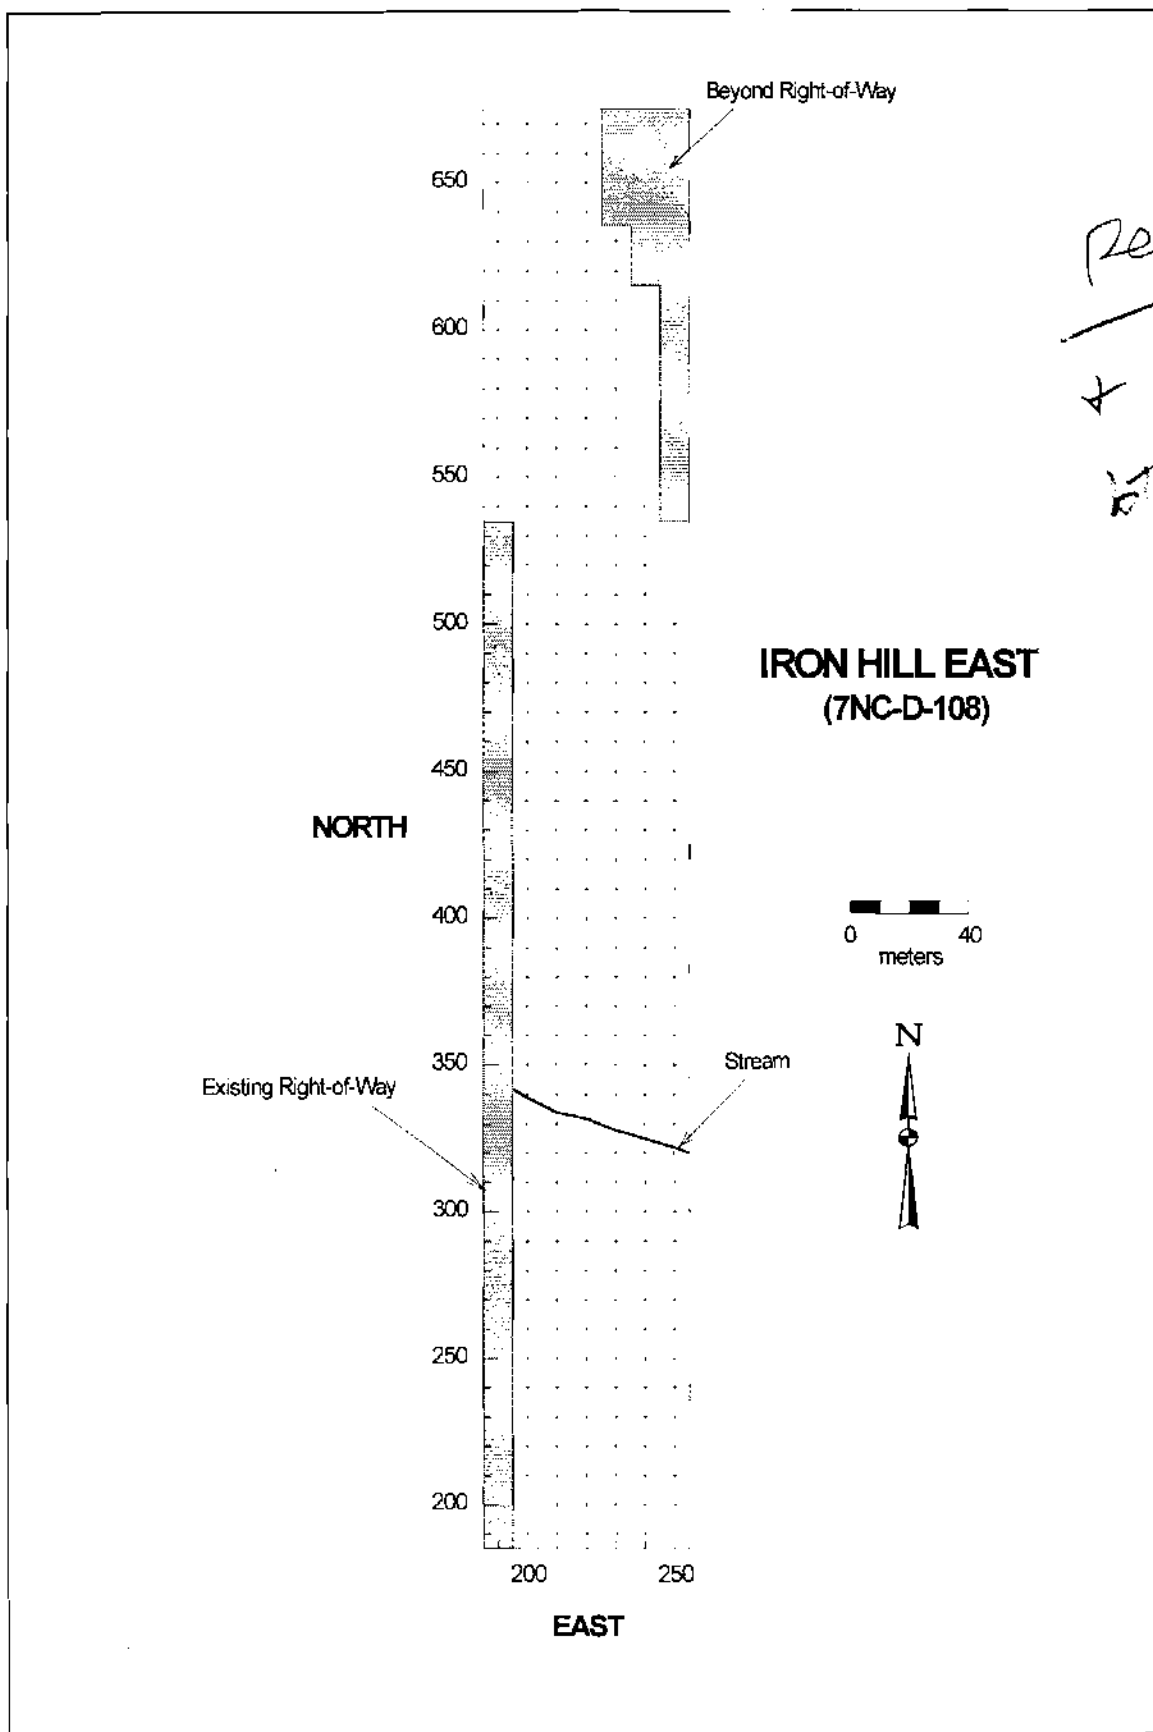 Beyond Right-of-Way
650
600
550
500
IRON HILL EAST
(7NC-D-108)
450
NORTH
400
0 40
meters
N
350
Stream
Existing Right-of-Way
300
250
200
200 250
EAST